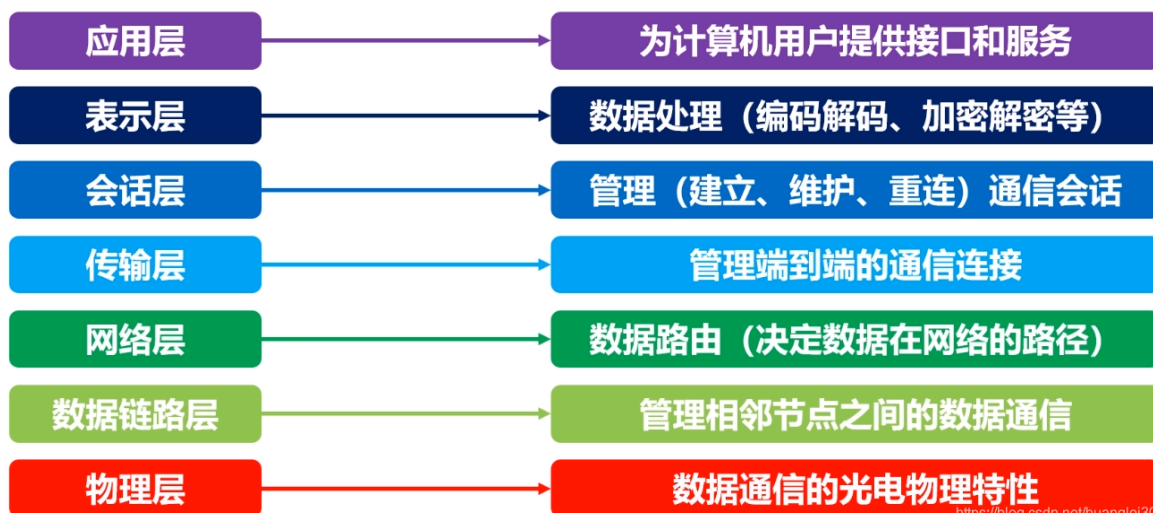 应用层 为计算机用户提供接口和服务
表示层 数据处理（编码解码、加密解密等）
会话层 管理（建立、维护、重连）通信会话
传输层 管理端到端的通信连接
网络层 数据路由（决定数据在网络的路径）
数据链路层 管理相邻节点之间的数据通信
物理层 数据通信的光电物理特性
https://blog.csdn.net/huanglei30